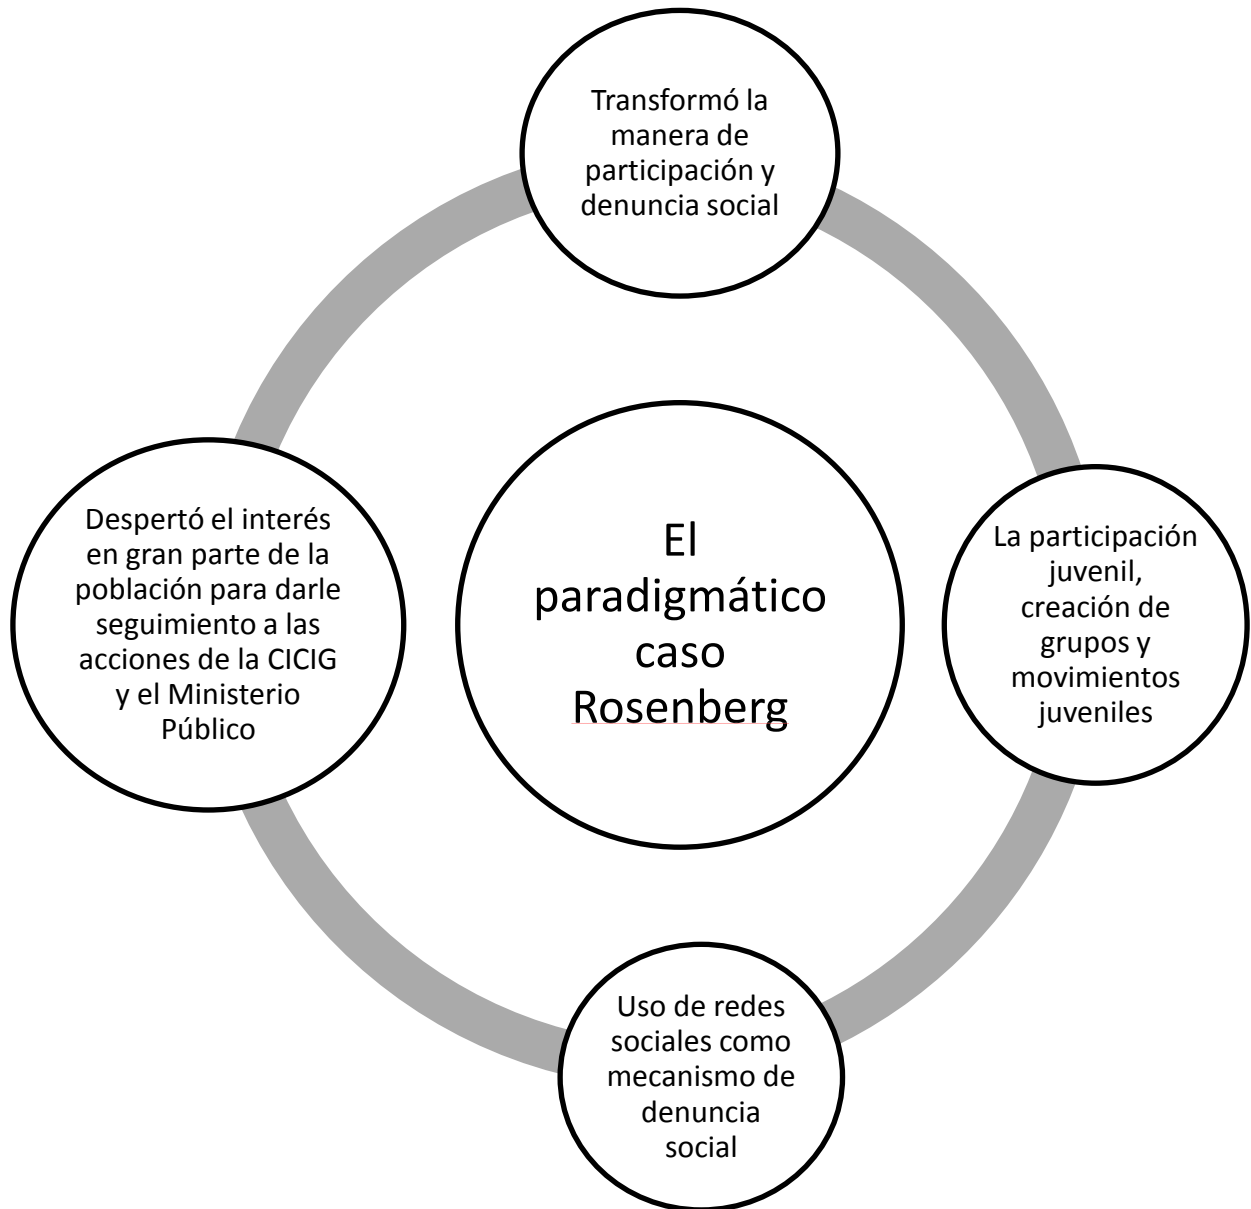 Transformó la
manera de
participación y
denuncia social
Despertó el interés
en gran parte de la
población para darle
seguimiento a las
acciones de la CICIG
y el Ministerio
Público
El
paradigmático
caso
Rosenberg
La participación
juvenil,
creación de
grupos y
movimientos
juveniles
Uso de redes
sociales como
mecanismo de
denuncia
social